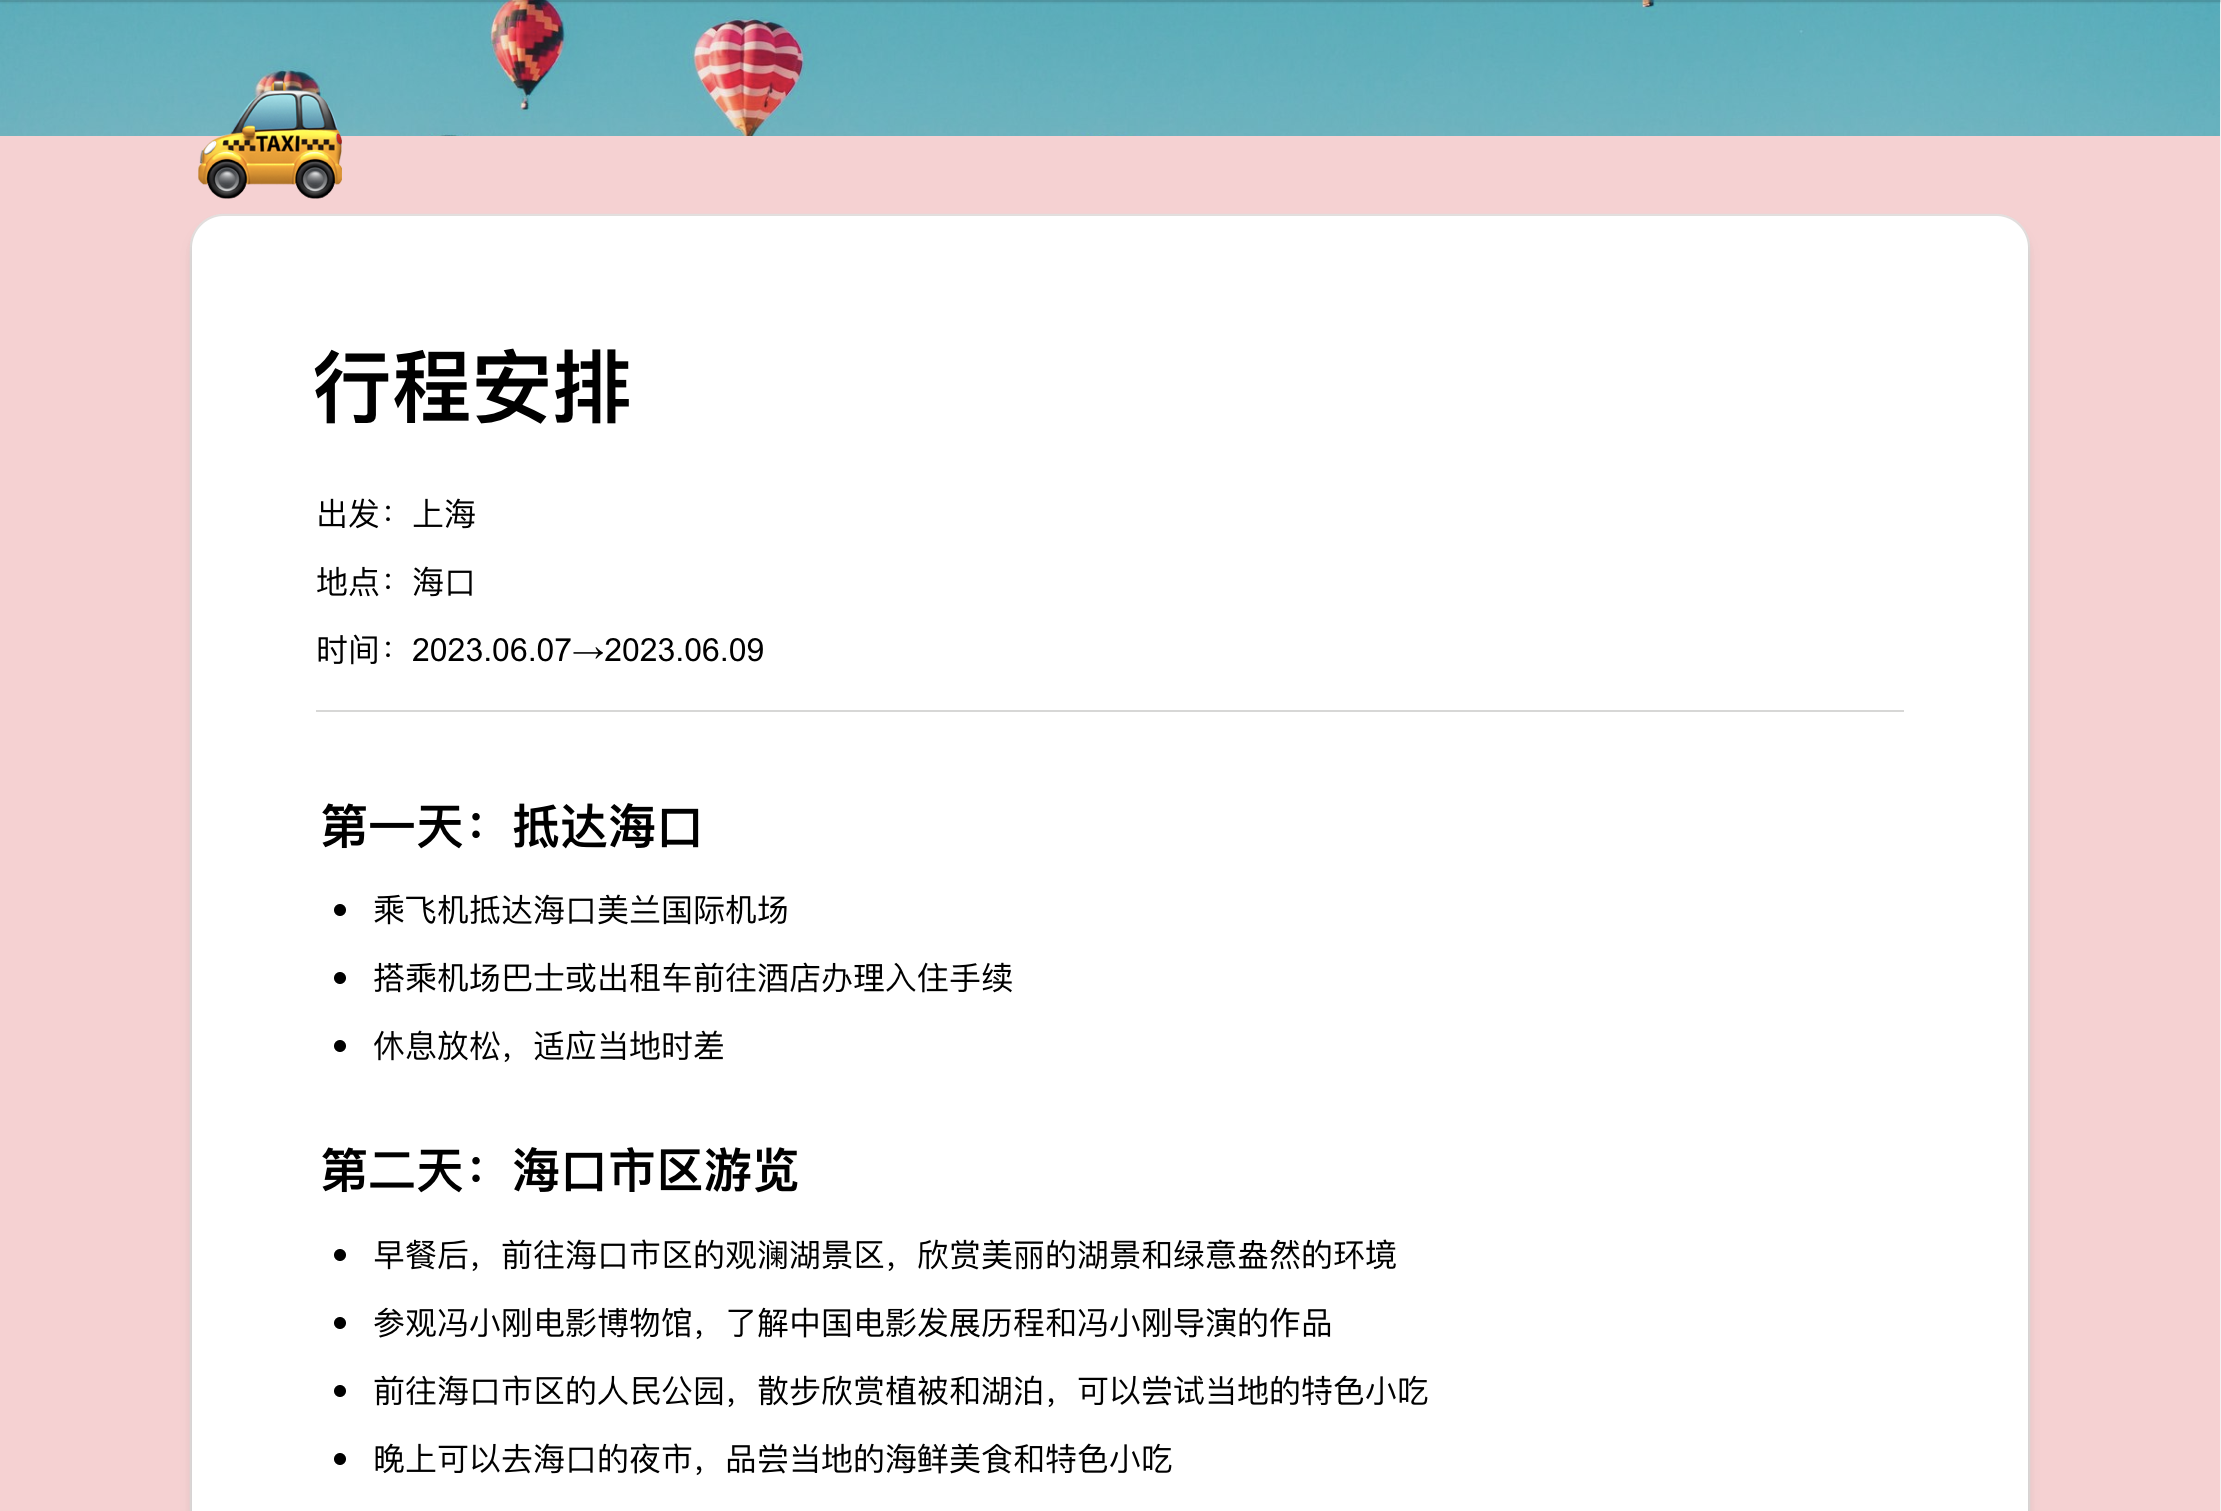 TAXI
行程安排
出发：上海
地点：海口
时间：2023.06.07→2023.06.09
第一天：抵达海口
• 乘飞机抵达海口美兰国际机场
• 搭乘机场巴士或出租车前往酒店办理入住手续
• 休息放松，适应当地时差
第二天：海口市区游览
• 早餐后，前往海口市区的观澜湖景区，欣赏美丽的湖景和绿意盎然的环境
• 参观冯小刚电影博物馆，了解中国电影发展历程和冯小刚导演的作品
• 前往海口市区的人民公园，散步欣赏植被和湖泊，可以尝试当地的特色小吃
• 晚上可以去海口的夜市，品尝当地的海鲜美食和特色小吃